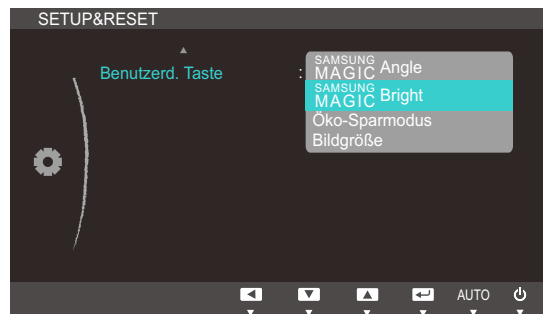 SETUP&RESET
Benutzerd. Taste : SAMSUNG MAGIC Angle
SAMSUNG MAGIC Bright
Öko-Sparmodus
Bildgröße
AUTO